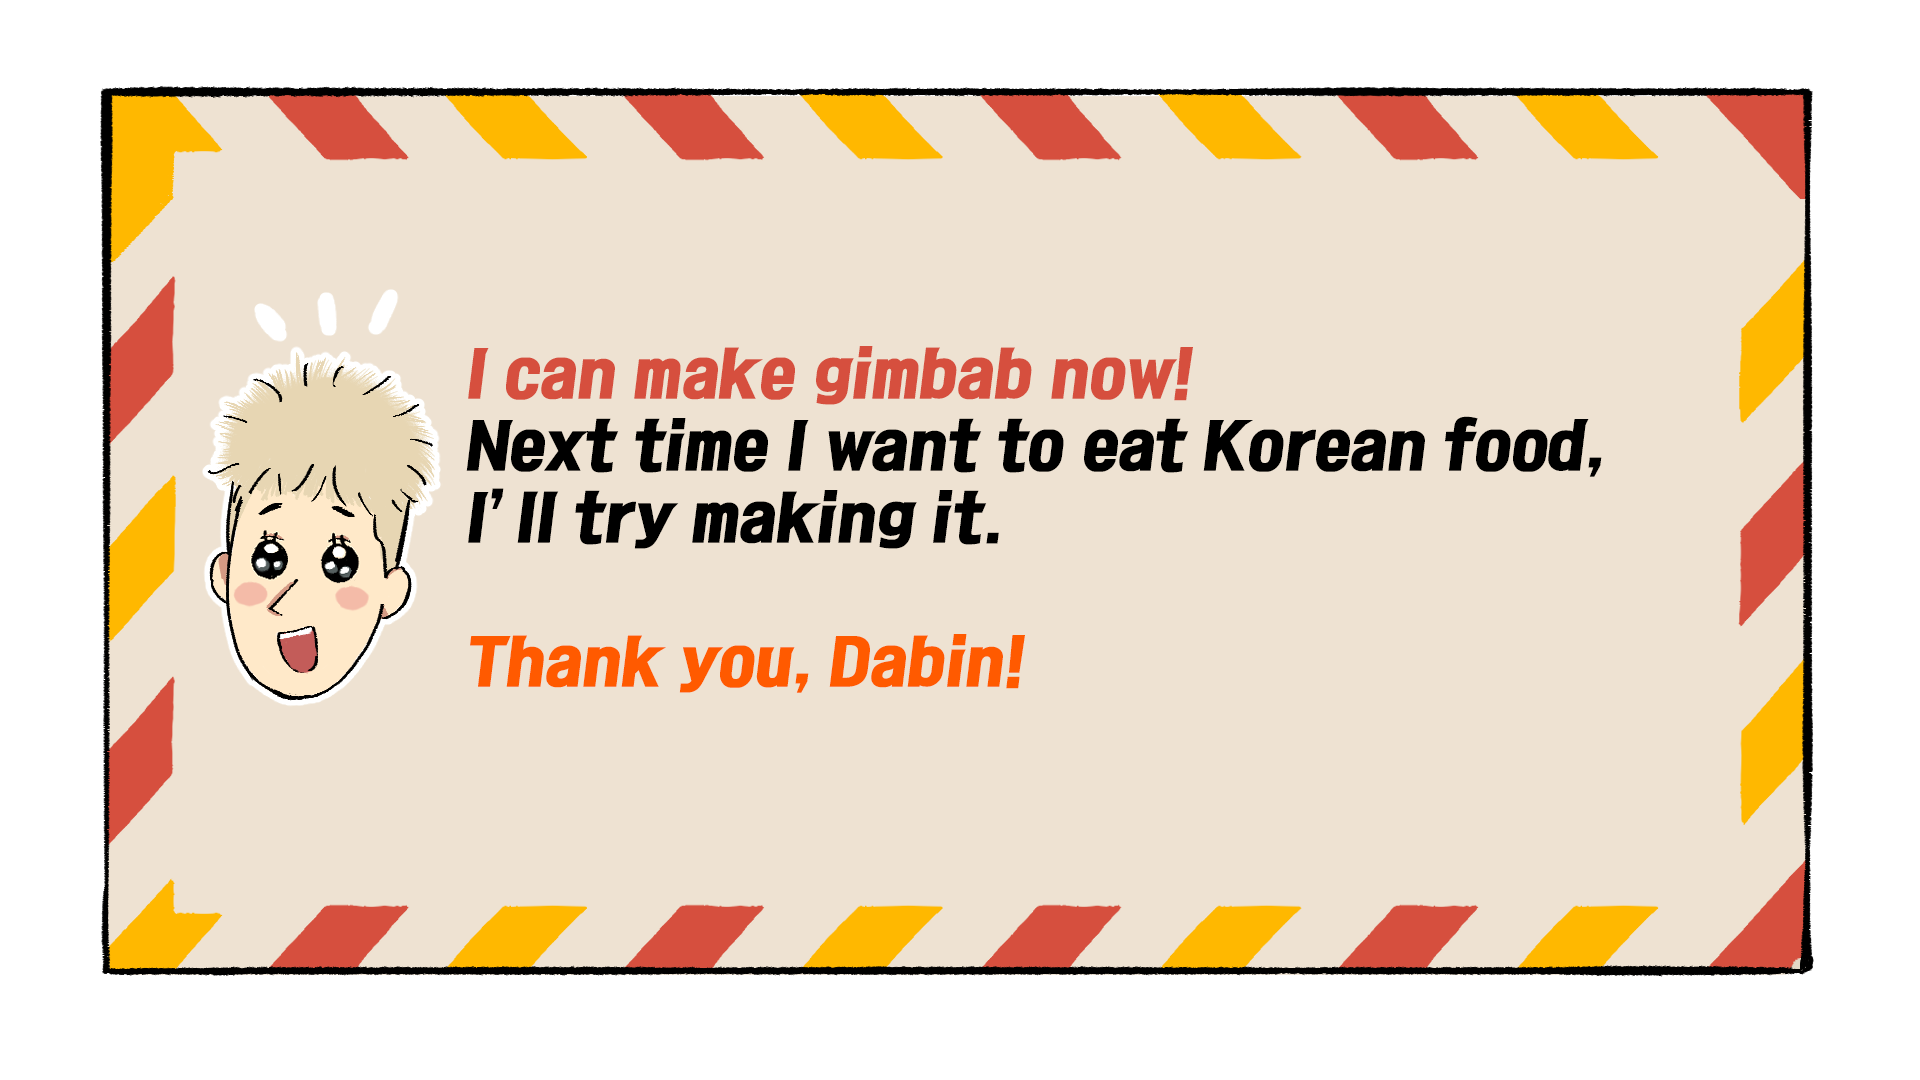 I can make gimbab now!
Next time I want to eat Korean food,
I'll try making it.
Thank you, Dabin!